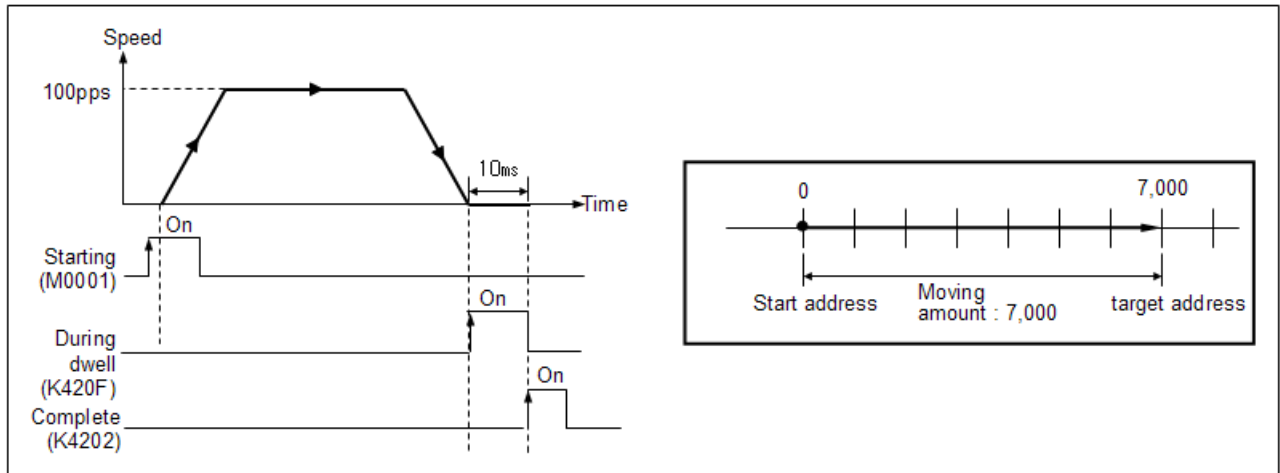 Speed
100pps
10ms
Time
On
Starting
(M0001)
On
During
dwell
(K420F)
On
Complete
(K4202)
0
7,000
Start address
Moving
amount : 7,000
target address